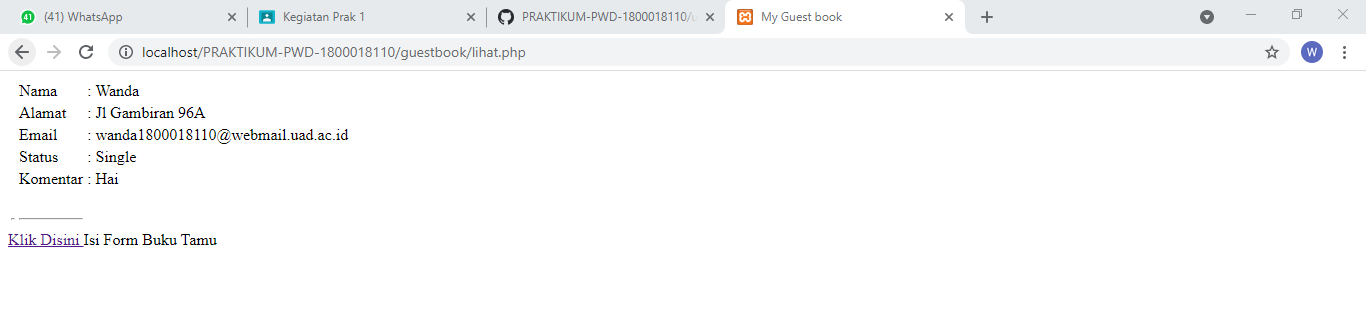 (41) WhatsApp
Kegiatan Prak 1
PRAKTIKUM-PWD-1800018110/
My Guest book
localhost/PRAKTIKUM-PWD-1800018110/guestbook/lihat.php
W
Nama : Wanda
Alamat : Jl Gambiran 96A
Email : wanda1800018110@webmail.uad.ac.id
Status : Single
Komentar : Hai
Klik Disini Isi Form Buku Tamu